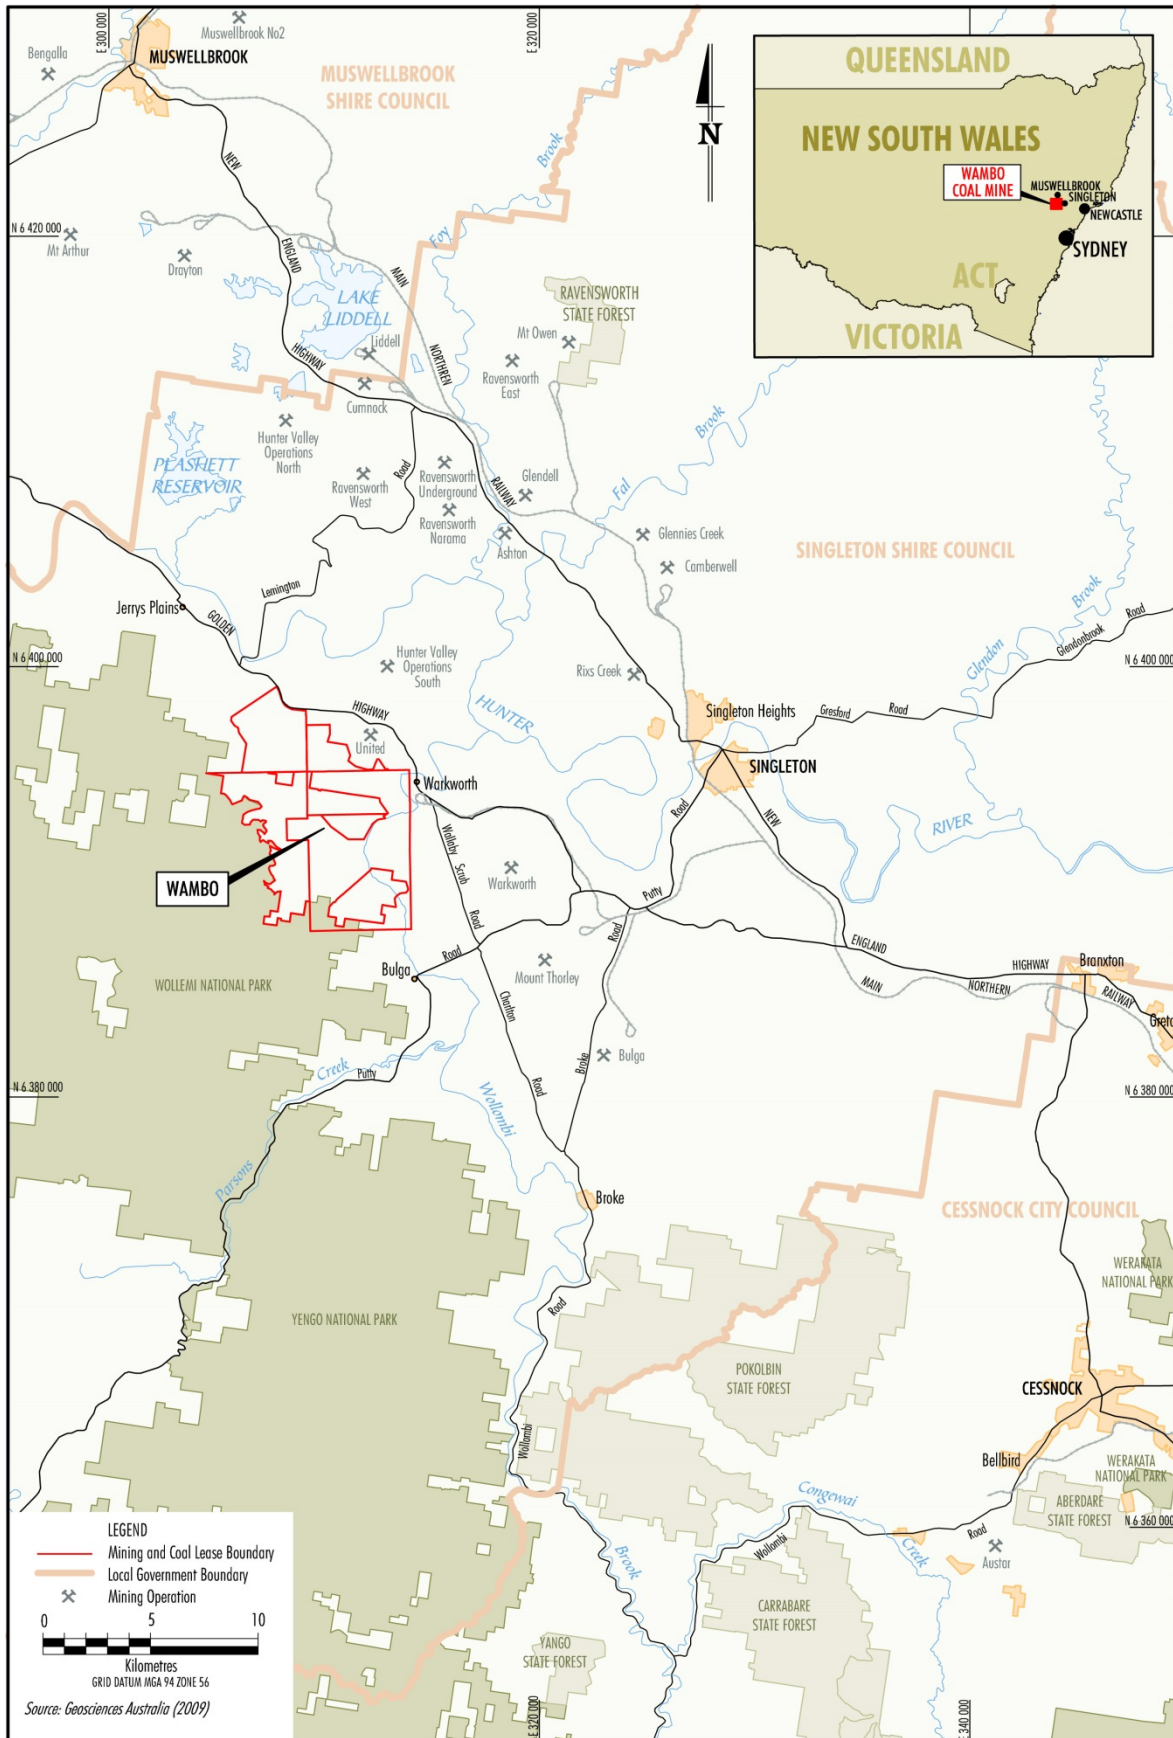 E 300 000
E 320 000
Muswellbrook No2
Bengalla
MUSWELLBROOK
MUSWELLBROOK
SHIRE COUNCIL
N
QUEENSLAND
NEW SOUTH WALES
WAMBO
COAL MINE
MUSWELLBROOK
SINGLETON
NEWCASTLE
SYDNEY
ACT
VICTORIA
NEW
Brook
Foy
N 6 420 000
Mt Arthur
Drayton
ENGLAND
MAIN
LAKE
LIDDELL
RAVENSWORTH
STATE FOREST
HIGHWAY
Liddell
NORTHREN
Mt Owen
Ravensworth
East
Cumnock
Hunter Valley
Operations
North
Brook
PLASHETT
RESERVOIR
Road
Ravensworth
West
Ravensworth
Underground
Glendell
RAILWAY
Fal
Ravensworth
Narama
Ashton
Glennies Creek
Camberwell
SINGLETON SHIRE COUNCIL
Lemington
Jerrys Plains
GOLDEN
Brook
Road
Glendonbrook
Glendon
N 6 400 000
N 6 400 000
Hunter Valley
Operations
South
Rixs Creek
HIGHWAY
HUNTER
Singleton Heights
Gresford
Road
United
SINGLETON
Warkworth
Road
NEW
RIVER
Wallaby
Scrub
Road
Warkworth
WAMBO
Putty
Road
Road
ENGLAND
HIGHWAY
Branxton
Bulga
WOLLEMI NATIONAL PARK
Mount Thorley
MAIN
NORTHERN
RAILWAY
Greta
Charlton
Road
Broke
Bulga
Creek
Putty
N 6 380 000
N 6 380 000
Wollombi
Parsons
Broke
CESSNOCK CITY COUNCIL
WERAKATA
NATIONAL PARK
YENGO NATIONAL PARK
Road
POKOLBIN
STATE FOREST
CESSNOCK
Wollombi
Bellbird
WERAKATA
NATIONAL PARK
Congewai
ABERDARE
STATE FOREST
N 6 360 000
Wollombi
Road
Creek
Austar
Brook
CARRABARE
STATE FOREST
YANGO
STATE FOREST
E 320 000
E 340 000
LEGEND
Mining and Coal Lease Boundary
Local Government Boundary
Mining Operation
0 5 10
Kilometres
GRID DATUM MGA 94 ZONE 56
Source: Geosciences Australia (2009)